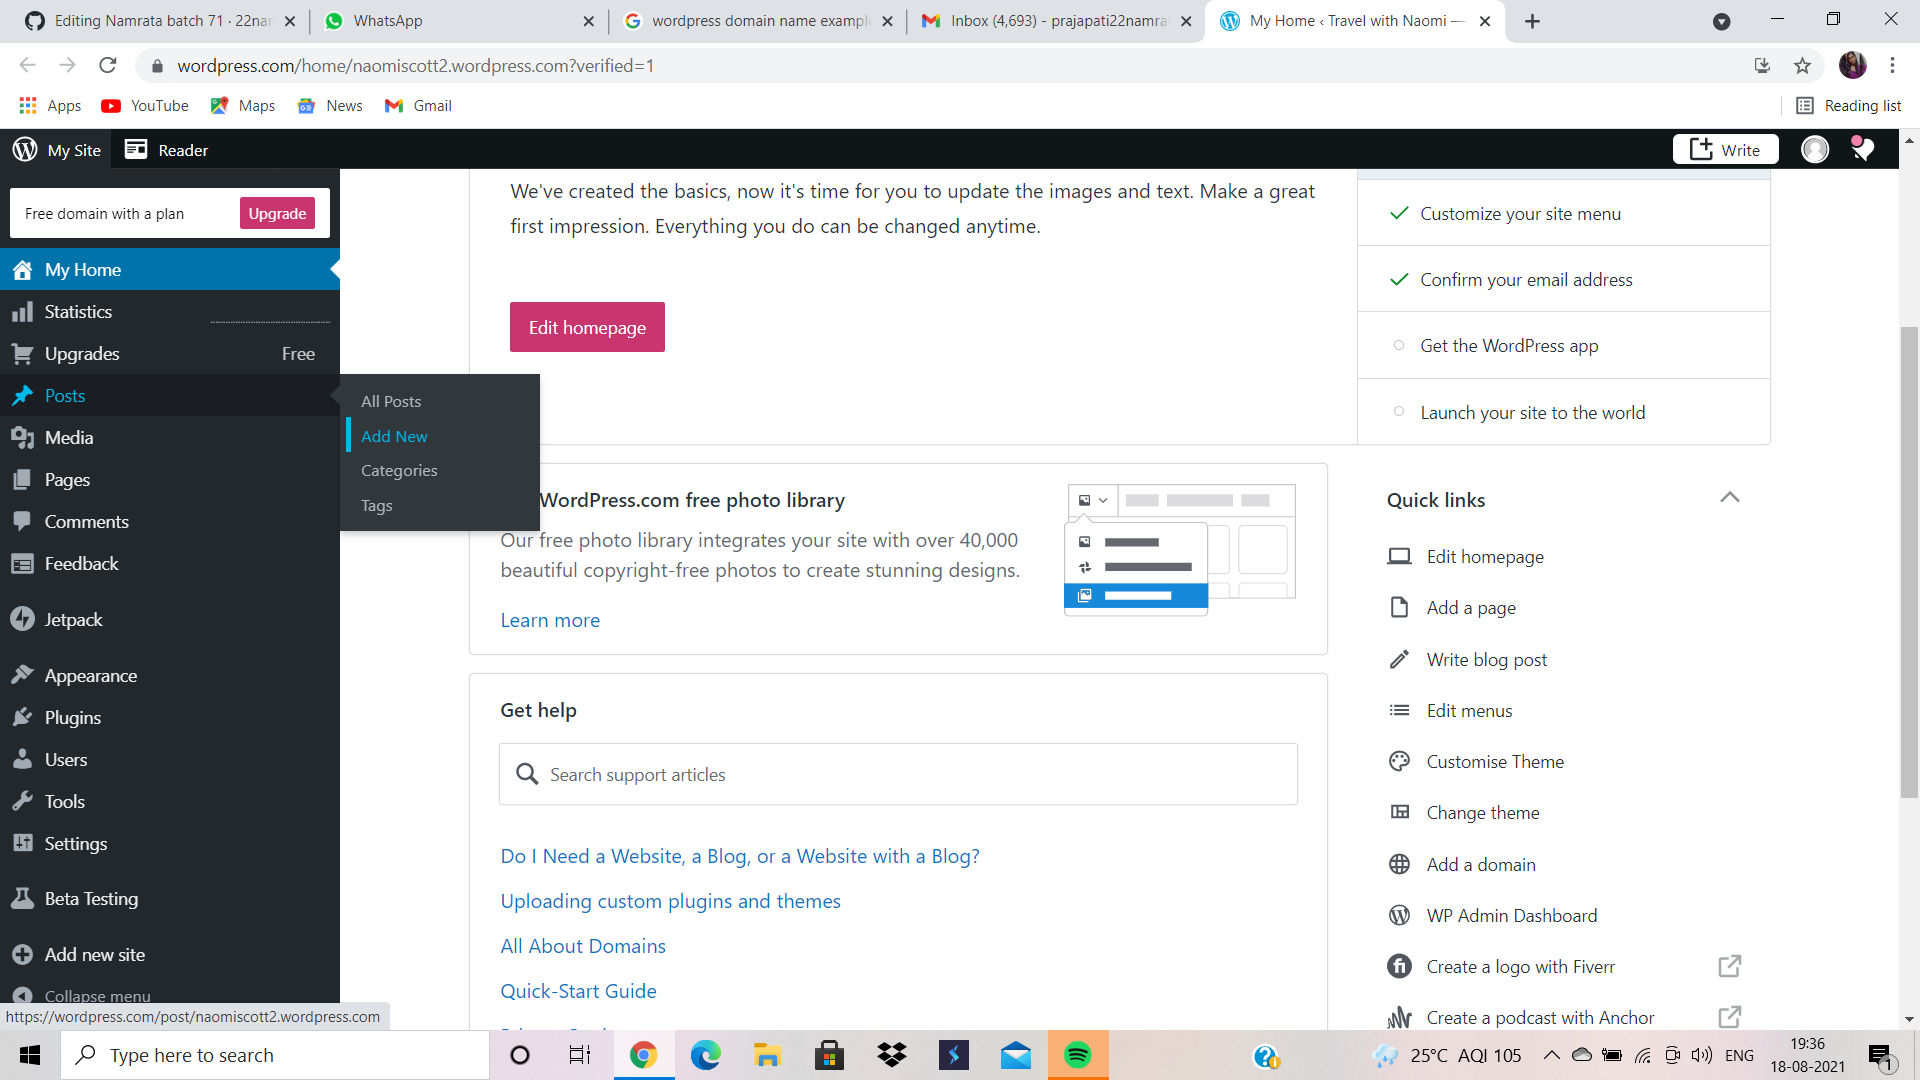 Editing Namrata batch 71 · 22nam
WhatsApp
wordpress domain name example
Inbox (4,693) - prajapati22namra
My Home ‹ Travel with Naomi —
wordpress.com/home/naomiscott2.wordpress.com?verified=1
Apps
YouTube
Maps
News
Gmail
Reading list
My Site
Reader
Write
Free domain with a plan
Upgrade
My Home
Statistics
Upgrades
Free
Posts
Media
Pages
Comments
Feedback
Jetpack
Appearance
Plugins
Users
Tools
Settings
Beta Testing
Add new site
Collapse menu
All Posts
Add New
Categories
Tags
We've created the basics, now it's time for you to update the images and text. Make a great
first impression. Everything you do can be changed anytime.
Edit homepage
WordPress.com free photo library
Our free photo library integrates your site with over 40,000
beautiful copyright-free photos to create stunning designs.
Learn more
Get help
Search support articles
Do I Need a Website, a Blog, or a Website with a Blog?
Uploading custom plugins and themes
All About Domains
Quick-Start Guide
Customize your site menu
Confirm your email address
Get the WordPress app
Launch your site to the world
Quick links
Edit homepage
Add a page
Write blog post
Edit menus
Customise Theme
Change theme
Add a domain
WP Admin Dashboard
Create a logo with Fiverr
Create a podcast with Anchor
https://wordpress.com/post/naomiscott2.wordpress.com
Type here to search
25°C AQI 105
ENG
19:36
18-08-2021
1